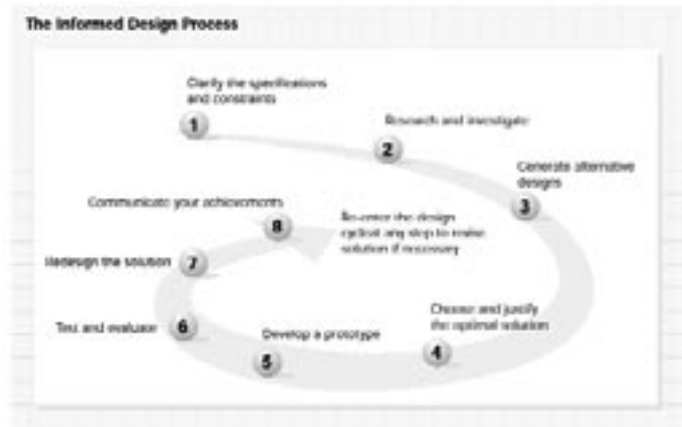 The Informed Design Process
Clarify the specifications
and constraints
1
Research and investigate
2
Generate alternative
designs
3
Communicate your achievements
8
Re-enter the design
cycle at any step to revise
solution if necessary
Redesign the solution
7
Choose and justify
the optimal solution
4
Test and evaluate
6
Develop a prototype
5